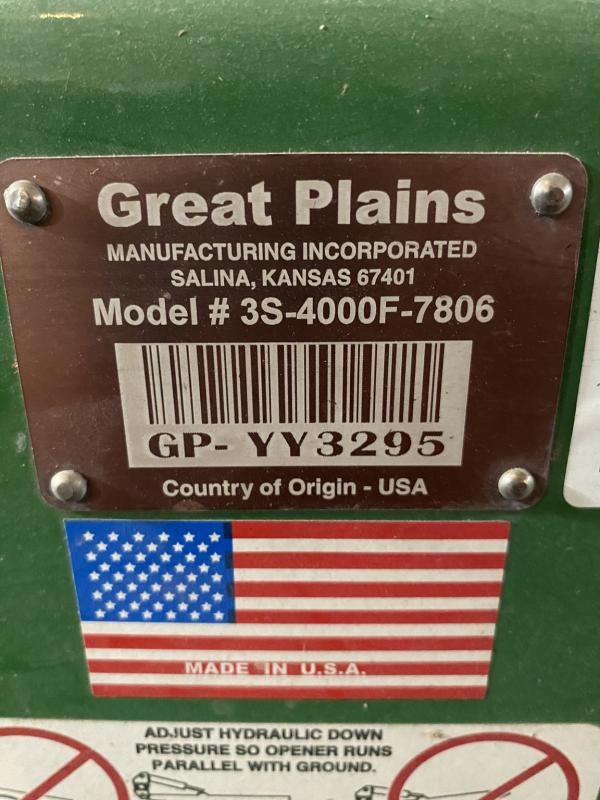 Great Plains
MANUFACTURING INCORPORATED
SALINA, KANSAS 67401
Model # 3S-4000F-7806
GP- YY3295
Country of Origin - USA
MADE IN U.S.A.
ADJUST HYDRAULIC DOWN
PRESSURE SO OPENER RUNS
PARALLEL WITH GROUND.